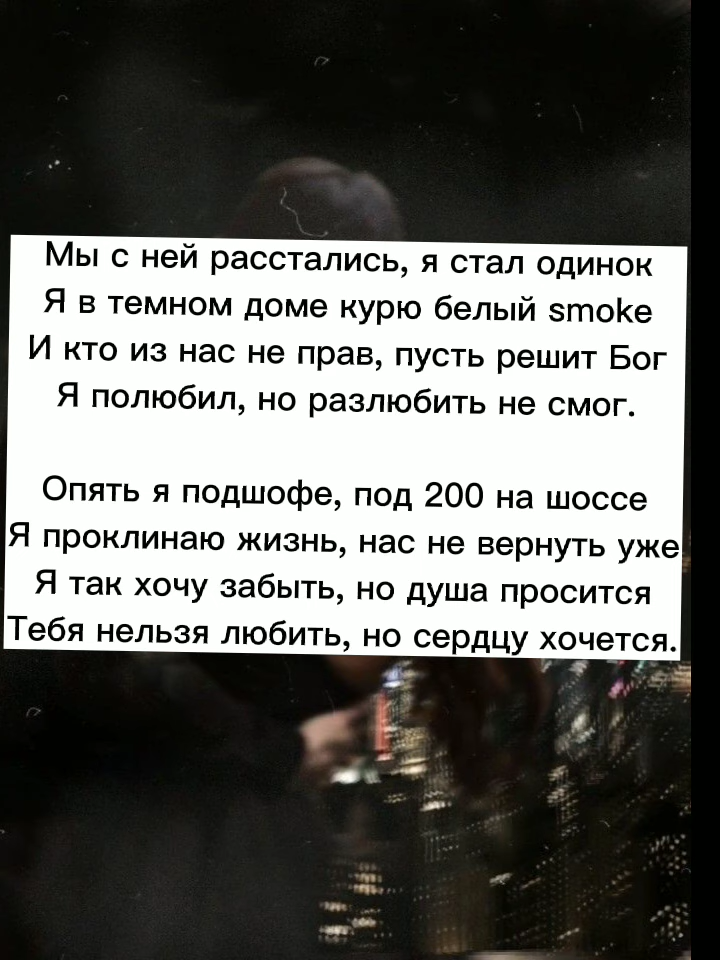 Мы с ней расстались, я стал одинок
Я в темном доме курю белый smoke
И кто из нас не прав, пусть решит Бог
Я полюбил, но разлюбить не смог.
Опять я подшофе, под 200 на шоссе
Я проклинаю жизнь, нас не вернуть уже
Я так хочу забыть, но душа просится
Тебя нельзя любить, но сердцу хочется.